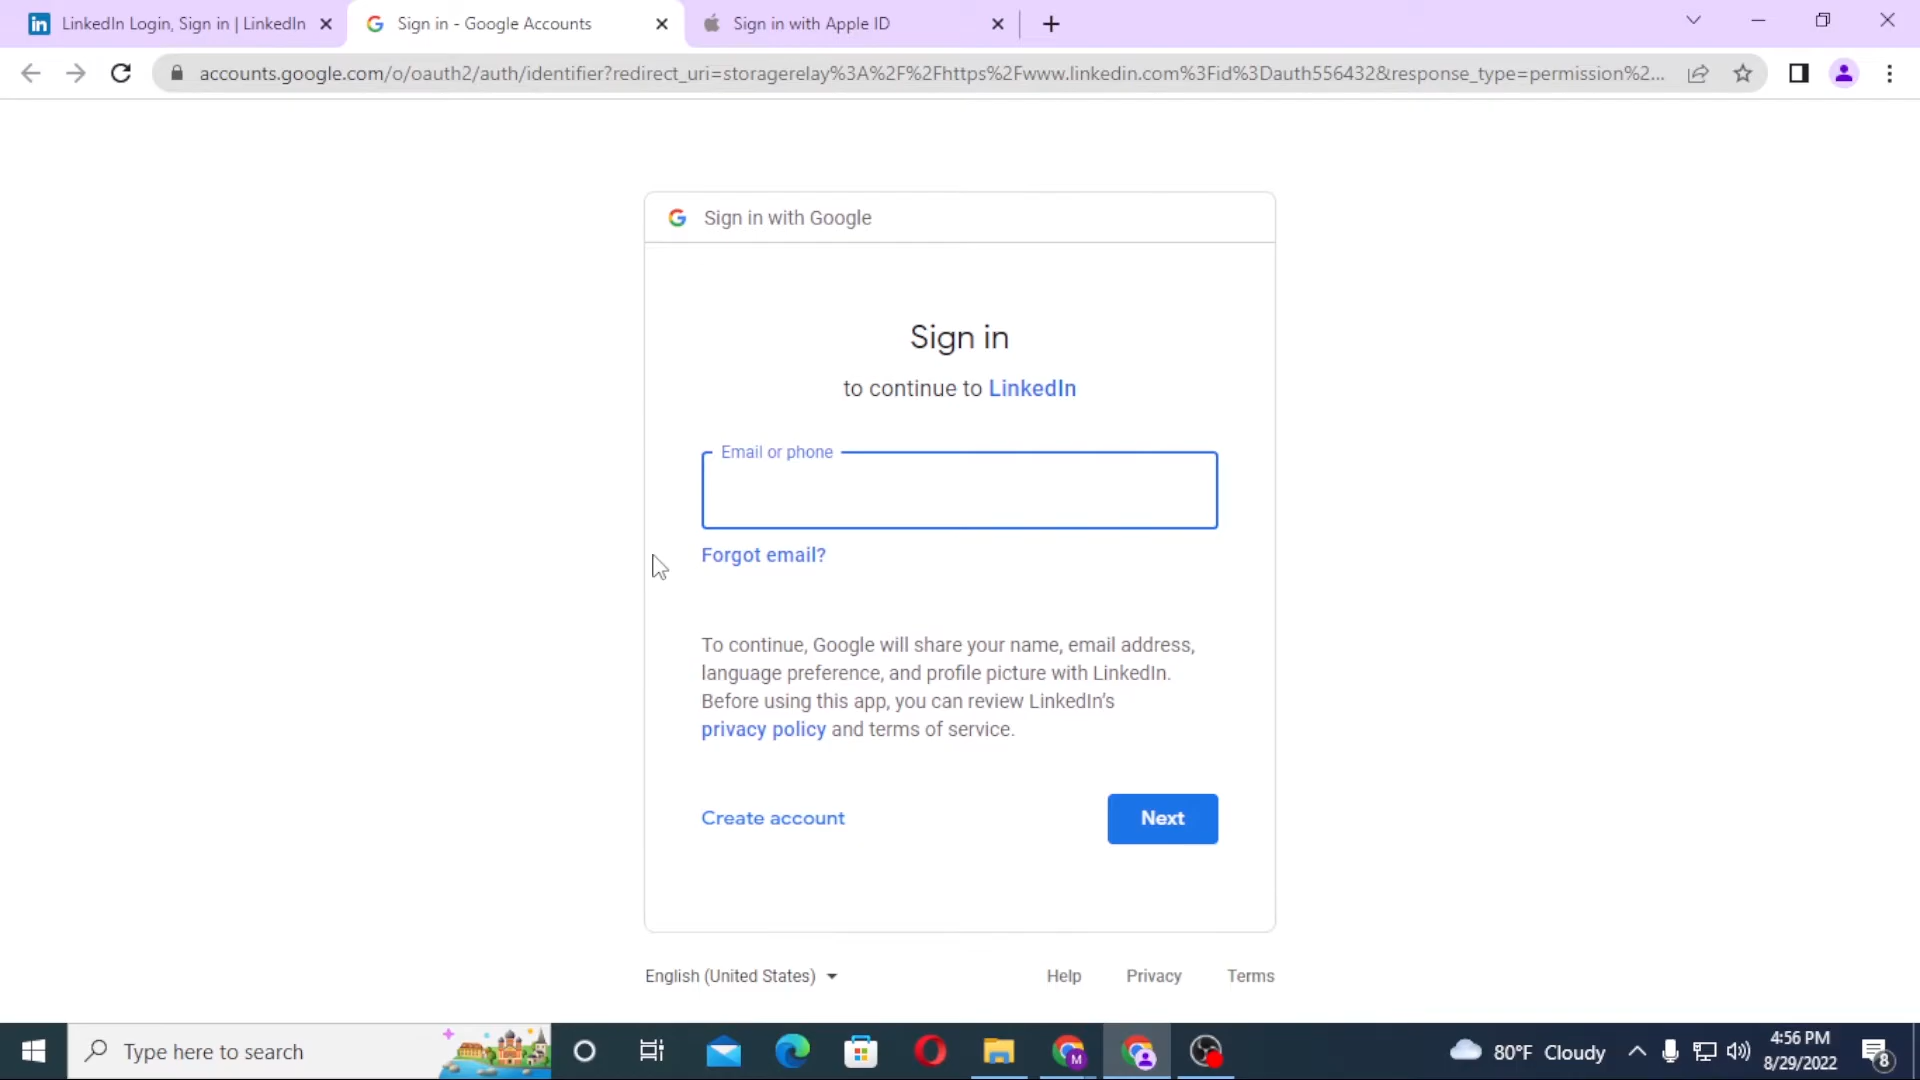 LinkedIn Login, Sign in | LinkedIn
Sign in - Google Accounts
Sign in with Apple ID
accounts.google.com/o/oauth2/auth/identifier?redirect_uri=storagerelay%3A%2F%2Fhttps%2Fwww.linkedin.com%3Fid%3Dauth556432&response_type=permission%2...
Sign in with Google
Sign in
to continue to LinkedIn
Email or phone
Forgot email?
To continue, Google will share your name, email address,
language preference, and profile picture with LinkedIn.
Before using this app, you can review LinkedIn's
privacy policy and terms of service.
Create account
Next
English (United States)
Help
Privacy
Terms
Type here to search
M
80°F Cloudy
4:56 PM
8/29/2022
8